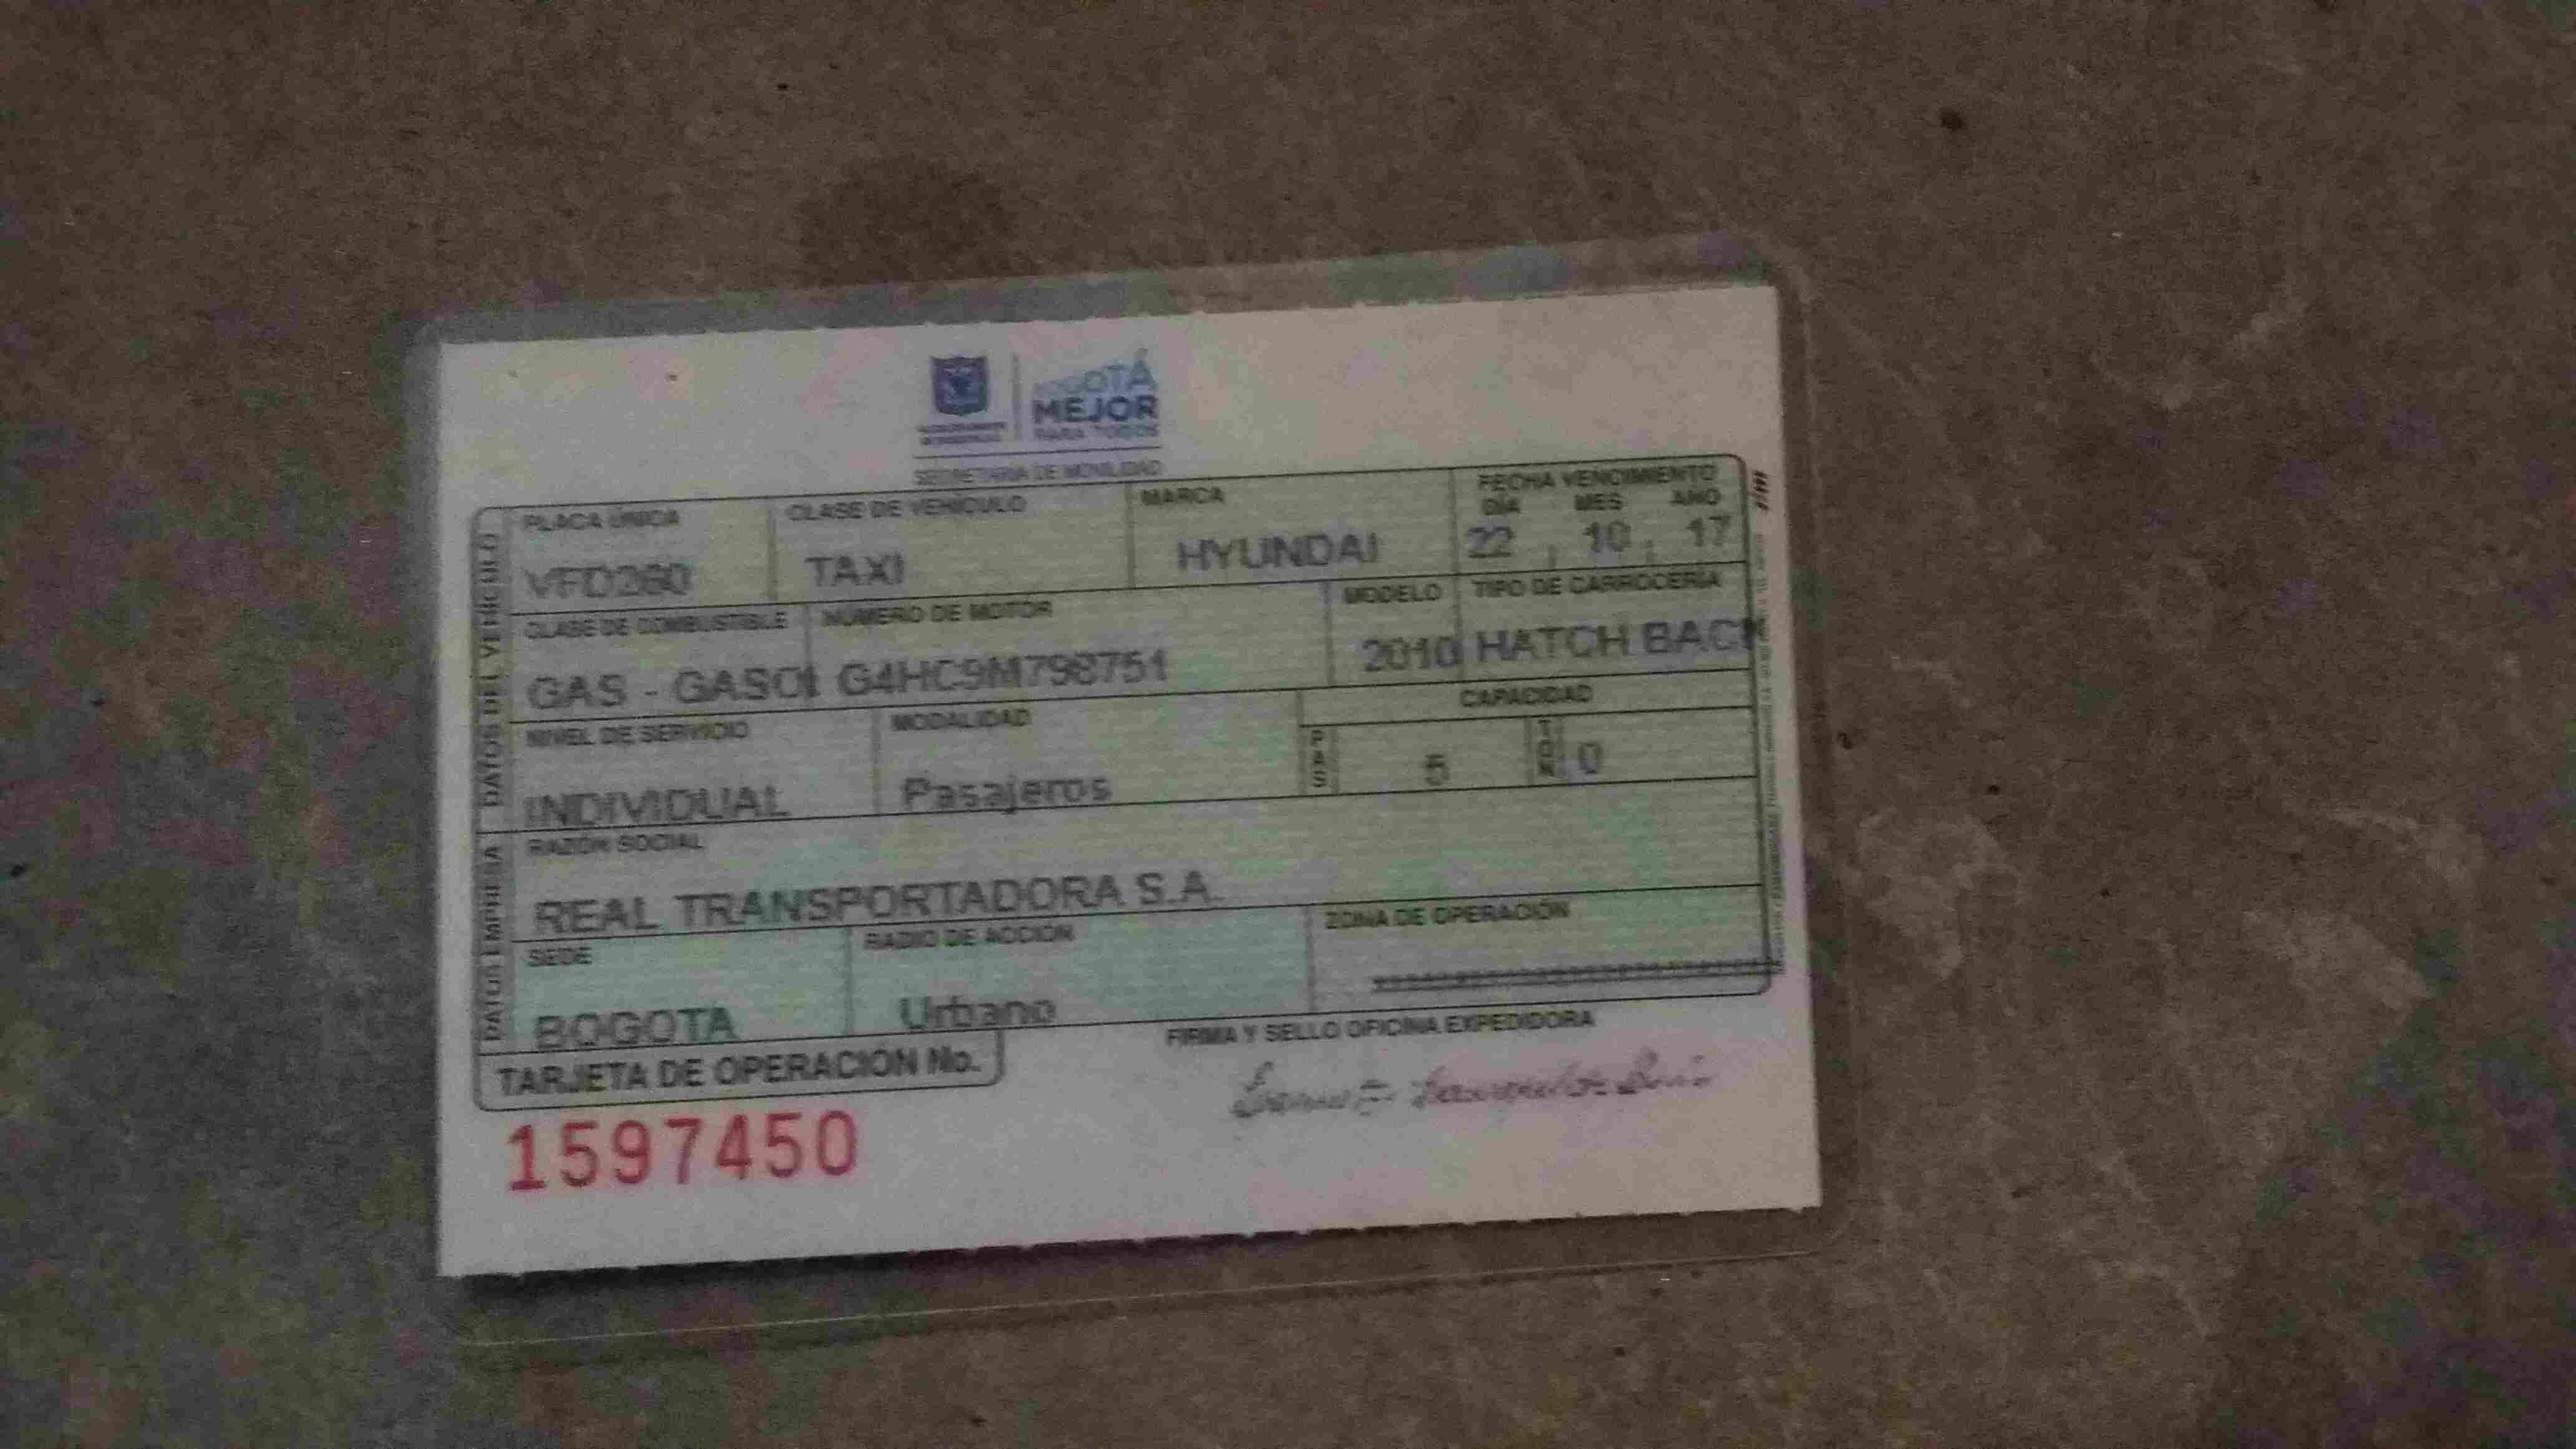 BOGOTÁ
MEJOR
PARA TODOS
SECRETARÍA DE MOVILIDAD
DATOS DEL VEHÍCULO
PLACA ÚNICA CLASE DE VEHÍCULO MARCA FECHA VENCIMIENTO
DÍA MES AÑO
VFD260 TAXI HYUNDAI 22 10 17
CLASE DE COMBUSTIBLE NÚMERO DE MOTOR MODELO TIPO DE CARROCERÍA
GAS - GASOL G4HC9M798751 2010 HATCH BACK
NIVEL DE SERVICIO MODALIDAD CAPACIDAD
INDIVIDUAL Pasajeros PAS 5 TON 0
DATOS EMPRESA
RAZÓN SOCIAL
REAL TRANSPORTADORA S.A.
SEDE RADIO DE ACCIÓN ZONA DE OPERACIÓN
BOGOTA Urbano
TARJETA DE OPERACIÓN No. FIRMA Y SELLO OFICINA EXPEDIDORA
1597450